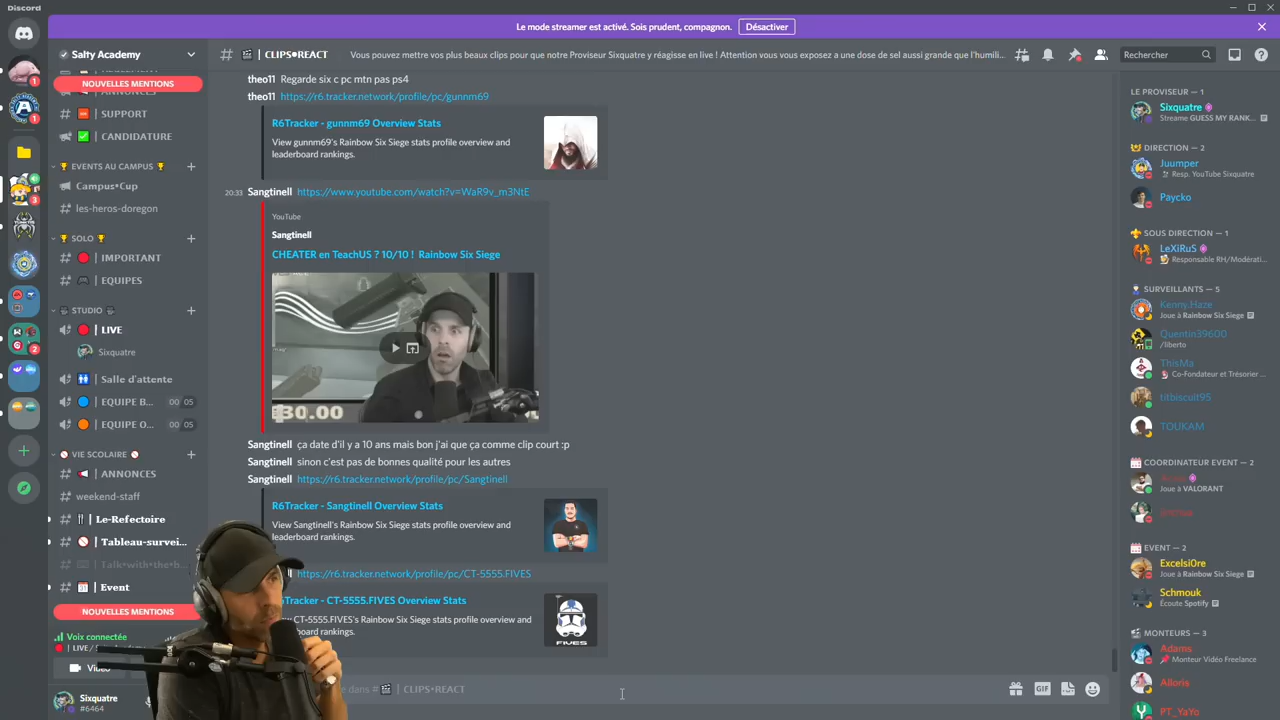 Discord
Le mode streamer est activé. Sois prudent, compagnon.
Désactiver
Salty Academy
CLIPS•REACT
Vous pouvez mettre vos plus beaux clips pour que notre Proviseur Sixquatre y réagisse en live ! Attention vous vous exposez a une dose de sel aussi grande que l'humili...
Rechercher
NOUVELLES MENTIONS
ANNONCES
SUPPORT
CANDIDATURE
EVENTS AU CAMPUS
Campus•Cup
les-heros-doregon
SOLO
IMPORTANT
EQUIPES
STUDIO
LIVE
Sixquatre
Salle d'attente
EQUIPE B... 00 05
EQUIPE O... 00 05
VIE SCOLAIRE
ANNONCES
weekend-staff
Le-Refectoire
Tableau-survei...
Talk•with•the•b...
Event
NOUVELLES MENTIONS
Voix connectée
LIVE /
Sixquatre
#6464
theo11 Regarde six c pc mtn pas ps4
theo11 https://r6.tracker.network/profile/pc/gunnm69
R6Tracker - gunnm69 Overview Stats
View gunnm69's Rainbow Six Siege stats profile overview and
leaderboard rankings.
20:33 Sangtinell https://www.youtube.com/watch?v=WaR9v_m3NtE
YouTube
Sangtinell
CHEATER en TeachUS ? 10/10 ! Rainbow Six Siege
30.00
Sangtinell ça date d'il y a 10 ans mais bon j'ai que ça comme clip court :p
Sangtinell sinon c'est pas de bonnes qualité pour les autres
Sangtinell https://r6.tracker.network/profile/pc/Sangtinell
R6Tracker - Sangtinell Overview Stats
View Sangtinell's Rainbow Six Siege stats profile overview and
leaderboard rankings.
https://r6.tracker.network/profile/pc/CT-5555.FIVES
Tracker - CT-5555.FIVES Overview Stats
CT-5555.FIVES's Rainbow Six Siege stats profile overview and
board rankings.
FIVES
dans # CLIPS•REACT
GIF
LE PROVISEUR — 1
Sixquatre
Streame GUESS MY RANK...
DIRECTION — 2
Juumper
Resp. YouTube Sixquatre
Paycko
SOUS DIRECTION — 1
LeXiRuS
Responsable RH/Modérati...
SURVEILLANTS — 5
Kenny.Haze
Joue à Rainbow Six Siege
Quentin39600
/liberto
ThisMa
Co-Fondateur et Trésorier ...
titbiscuit95
TOUKAM
COORDINATEUR EVENT — 2
Joue à VALORANT
EVENT — 2
ExcelsiOre
Joue à Rainbow Six Siege
Schmouk
Écoute Spotify
MONTEURS — 3
Adams
Monteur Vidéo Freelance
Alloris
PT_YaYo